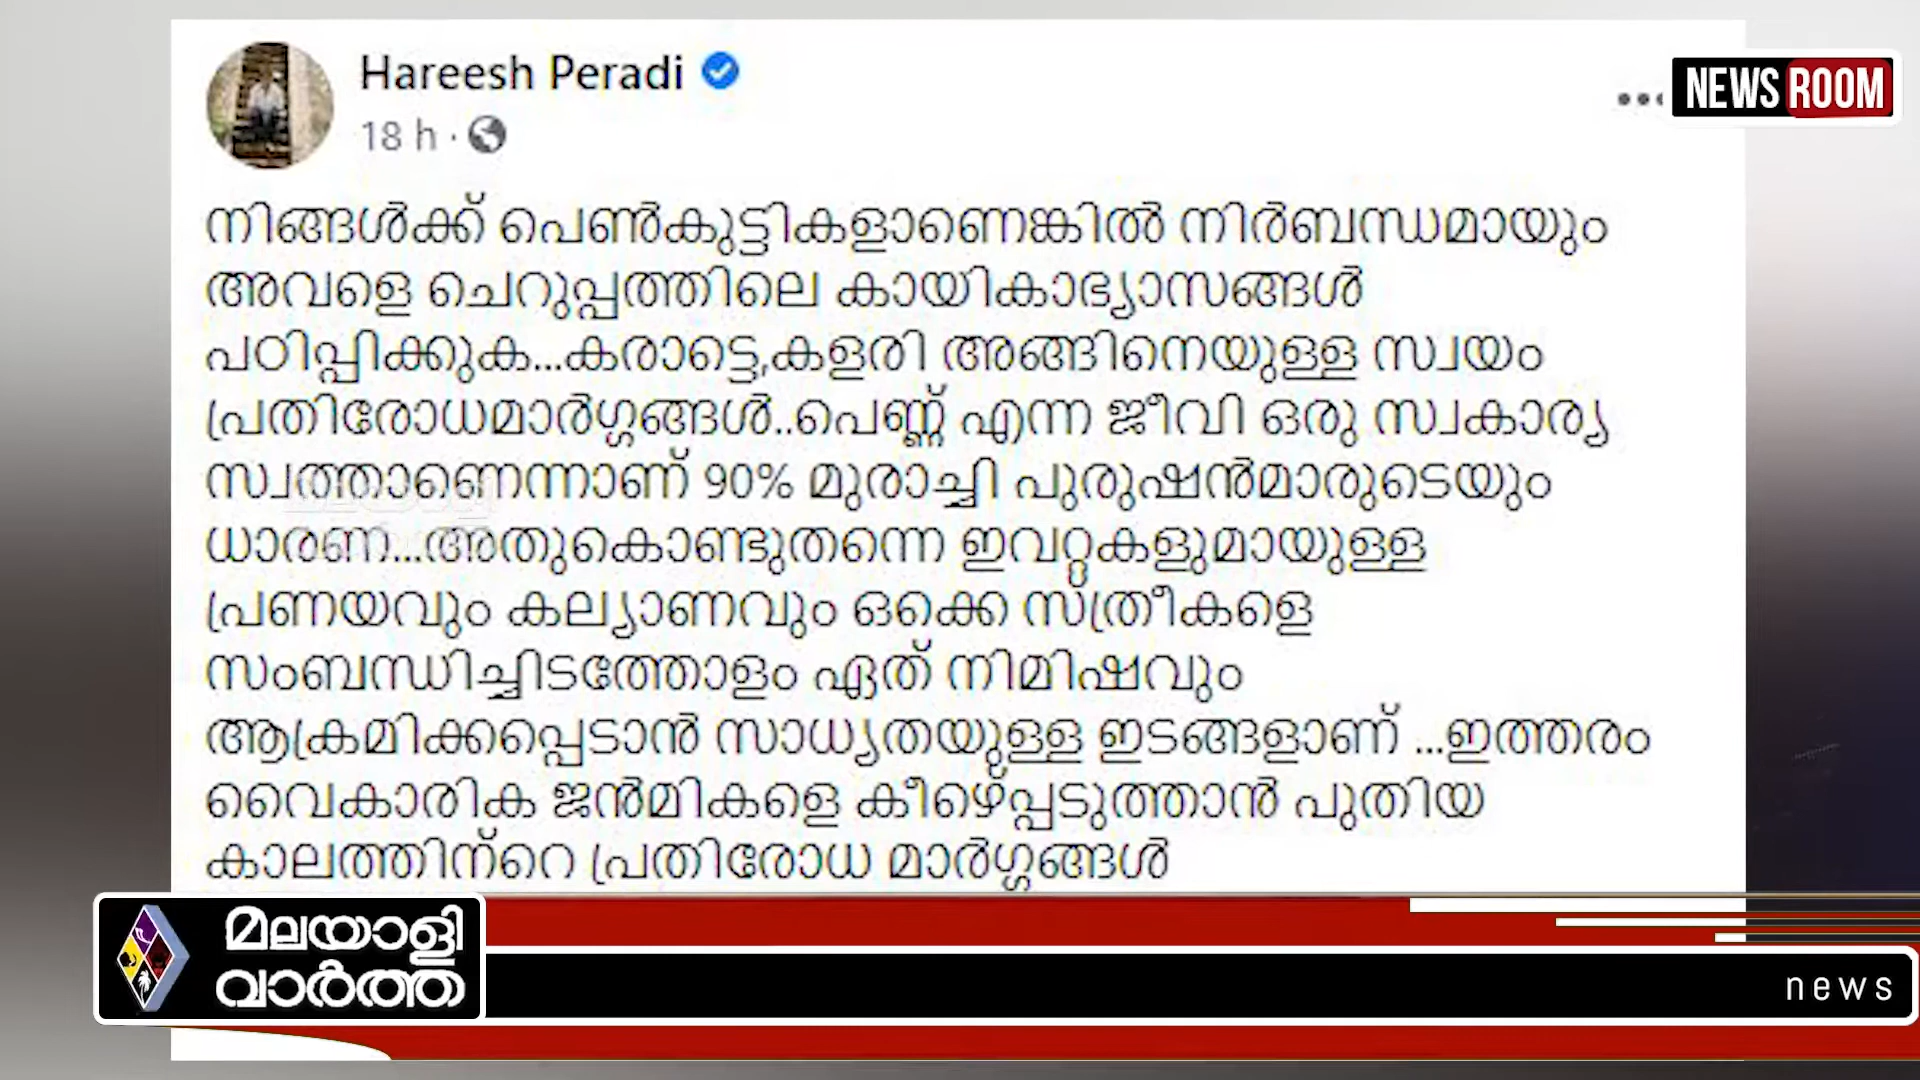 Hareesh Peradi
18 h ·
NEWS ROOM
നിങ്ങൾക്ക് പെൺകുട്ടികളാണെങ്കിൽ നിർബന്ധമായും
അവളെ ചെറുപ്പത്തിലെ കായികാഭ്യാസങ്ങൾ
പഠിപ്പിക്കുക...കരാട്ടെ,കളരി അങ്ങിനെയുള്ള സ്വയം
പ്രതിരോധമാർഗ്ഗങ്ങൾ..പെണ്ണ് എന്ന ജീവി ഒരു സ്വകാര്യ
സ്വത്താണെന്നാണ് 90% മുരാച്ചി പുരുഷൻമാരുടെയും
ധാരണ...അതുകൊണ്ടുതന്നെ ഇവറ്റകളുമായുള്ള
പ്രണയവും കല്യാണവും ഒക്കെ സ്ത്രീകളെ
സംബന്ധിച്ചിടത്തോളം ഏത് നിമിഷവും
ആക്രമിക്കപ്പെടാൻ സാധ്യതയുള്ള ഇടങ്ങളാണ് ...ഇത്തരം
വൈകാരിക ജൻമികളെ കീഴ്പ്പെടുത്താൻ പുതിയ
കാലത്തിന്റെ പ്രതിരോധ മാർഗ്ഗങ്ങൾ
മലയാളി
വാർത്ത
news